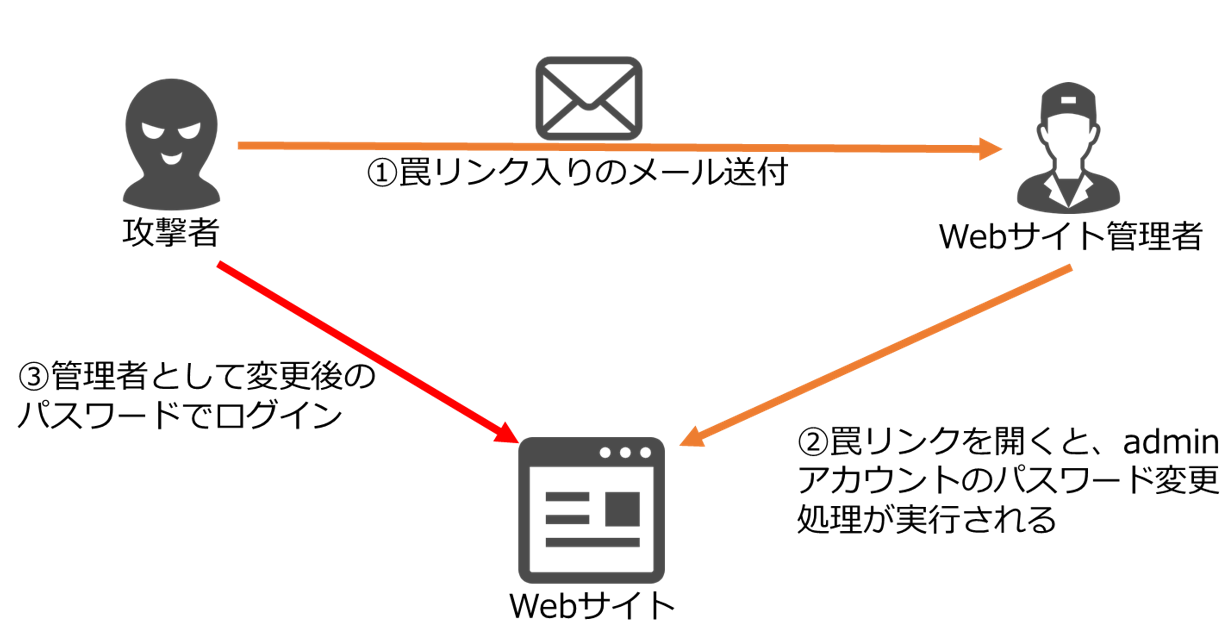 ①罠リンク入りのメール送付
攻撃者
Webサイト管理者
③管理者として変更後の
パスワードでログイン
②罠リンクを開くと、admin
アカウントのパスワード変更
処理が実行される
Webサイト